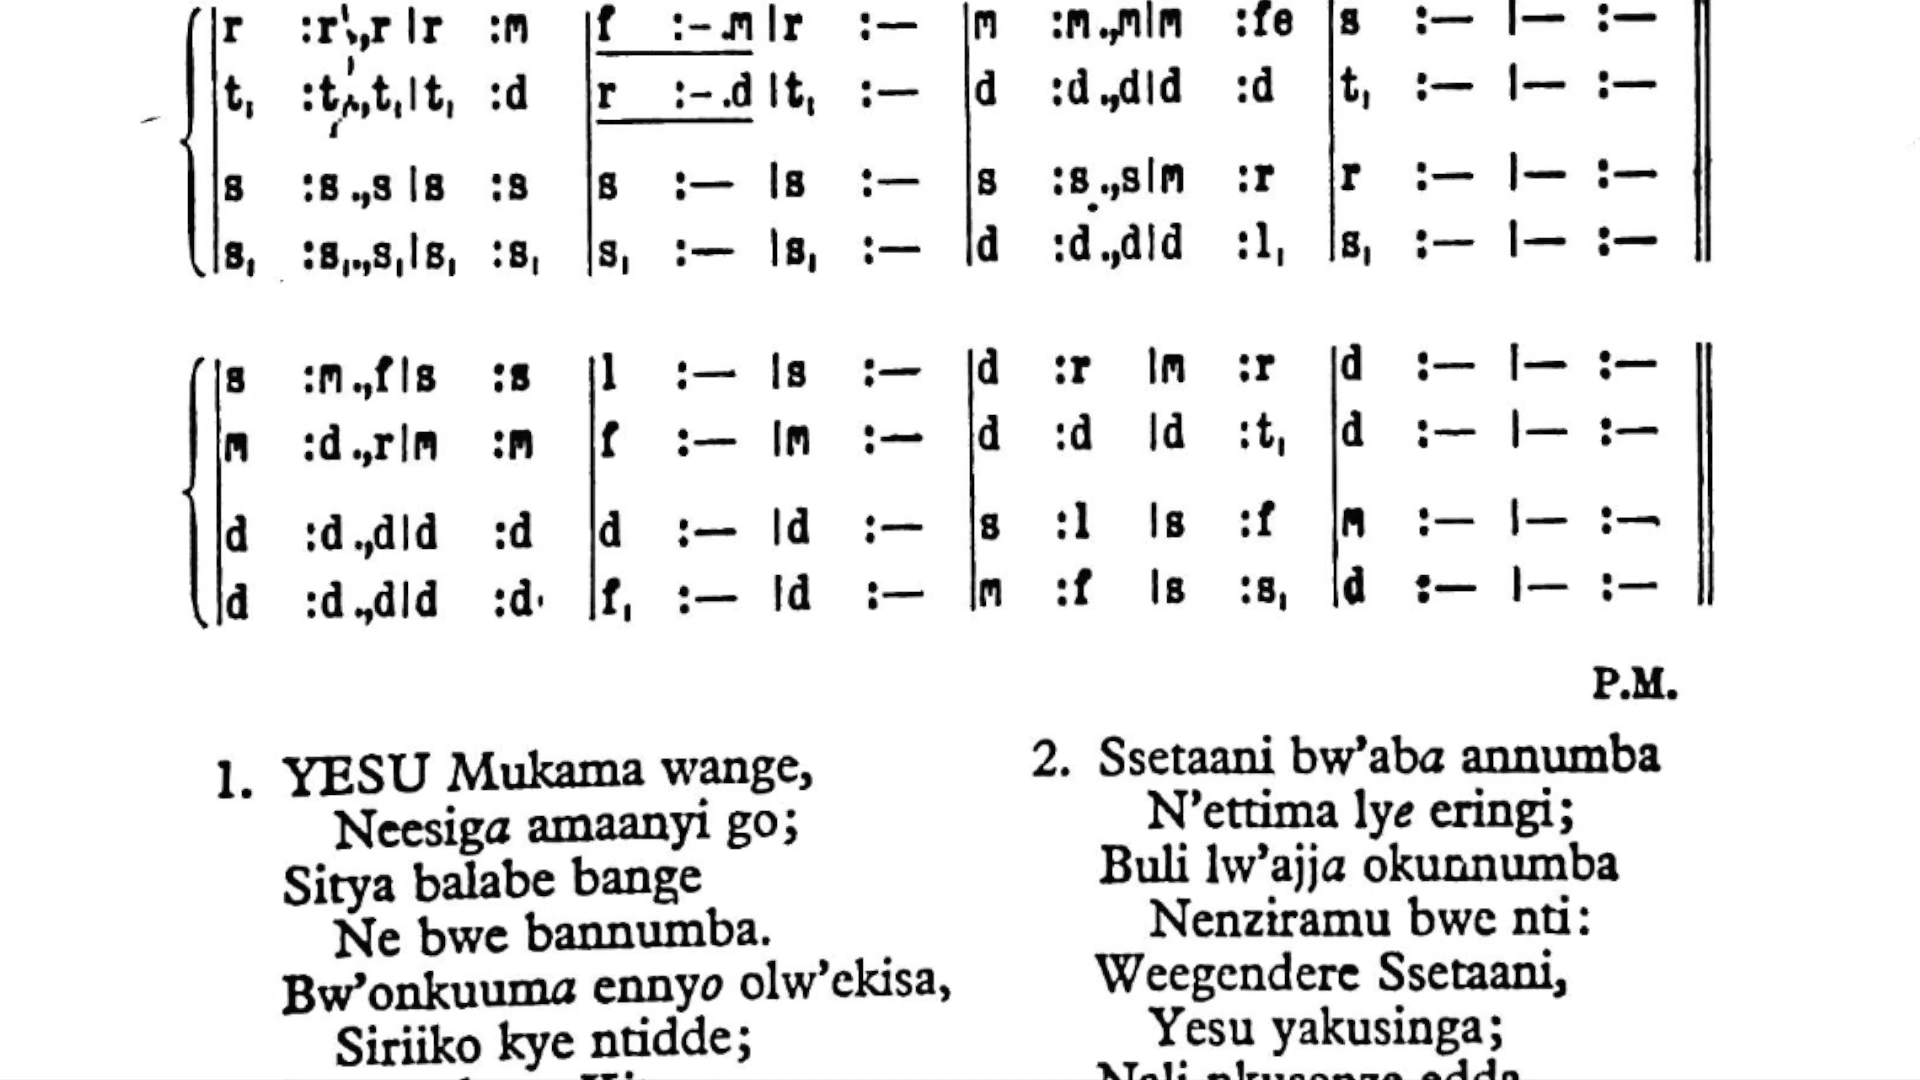 r :r.,r |r :m |f :-.m |r :— |m :m.,m|m :fe |s :— |— :— ||
t, :t,.,t,|t, :d |r :-.d |t, :— |d :d.,d|d :d |t, :— |— :— ||
s :s.,s |s :s |s :— |s :— |s :s.,s|m :r |r :— |— :— ||
s, :s,.,s,|s, :s, |s, :— |s, :— |d :d.,d|d :l, |s, :— |— :— ||
s :m.,f|s :s |l :— |s :— |d :r |m :r |d :— |— :— ||
m :d.,r|m :m |f :— |m :— |d :d |d :t, |d :— |— :— ||
d :d.,d|d :d |d :— |d :— |s :l |s :f |m :— |— :— ||
d :d.,d|d :d |f, :— |d :— |m :f |s :s, |d :— |— :— ||
P.M.
1. YESU Mukama wange,
Neesiga amaanyi go;
Sitya balabe bange
Ne bwe bannumba.
Bw'onkuuma ennyo olw'ekisa,
Siriiko kye ntidde;
2. Ssetaani bw'aba annumba
N'ettima lye eringi;
Buli lw'ajja okunnumba
Nenziramu bwe nti:
Weegendere Ssetaani,
Yesu yakusinga;